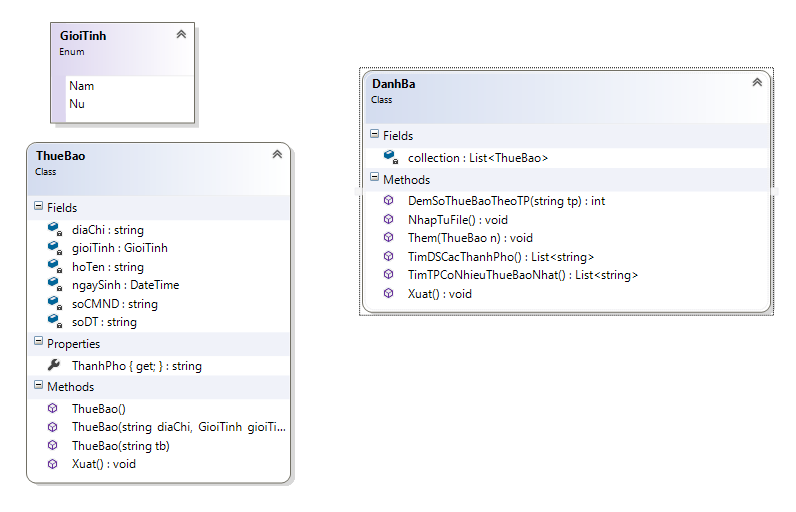 GioiTinh
Enum
Nam
Nu
ThueBao
Class
Fields
diaChi : string
gioiTinh : GioiTinh
hoTen : string
ngaySinh : DateTime
soCMND : string
soDT : string
Properties
ThanhPho { get; } : string
Methods
ThueBao()
ThueBao(string diaChi, GioiTinh gioiTi...
ThueBao(string tb)
Xuat() : void
DanhBa
Class
Fields
collection : List<ThueBao>
Methods
DemSoThueBaoTheoTP(string tp) : int
NhapTuFile() : void
Them(ThueBao n) : void
TimDSCacThanhPho() : List<string>
TimTPCoNhieuThueBaoNhat() : List<string>
Xuat() : void